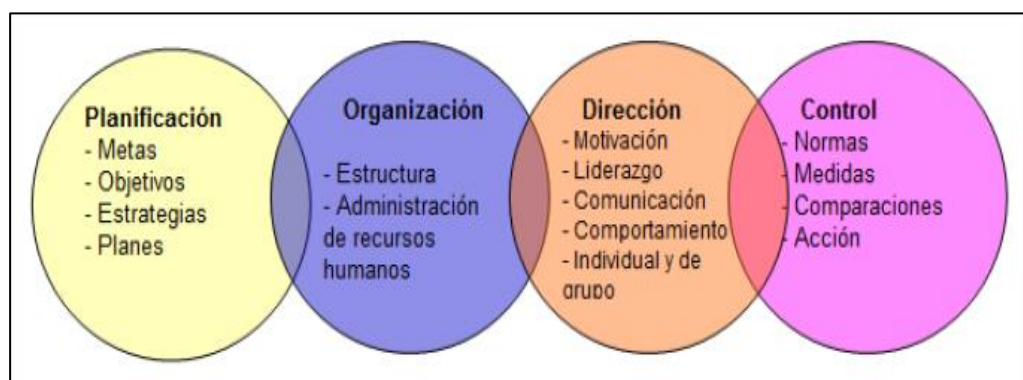 Planificación
- Metas
- Objetivos
- Estrategias
- Planes
Organización
- Estructura
- Administración
de recursos
humanos
Dirección
- Motivación
- Liderazgo
- Comunicación
- Comportamiento
- Individual y de
grupo
Control
- Normas
- Medidas
- Comparaciones
- Acción